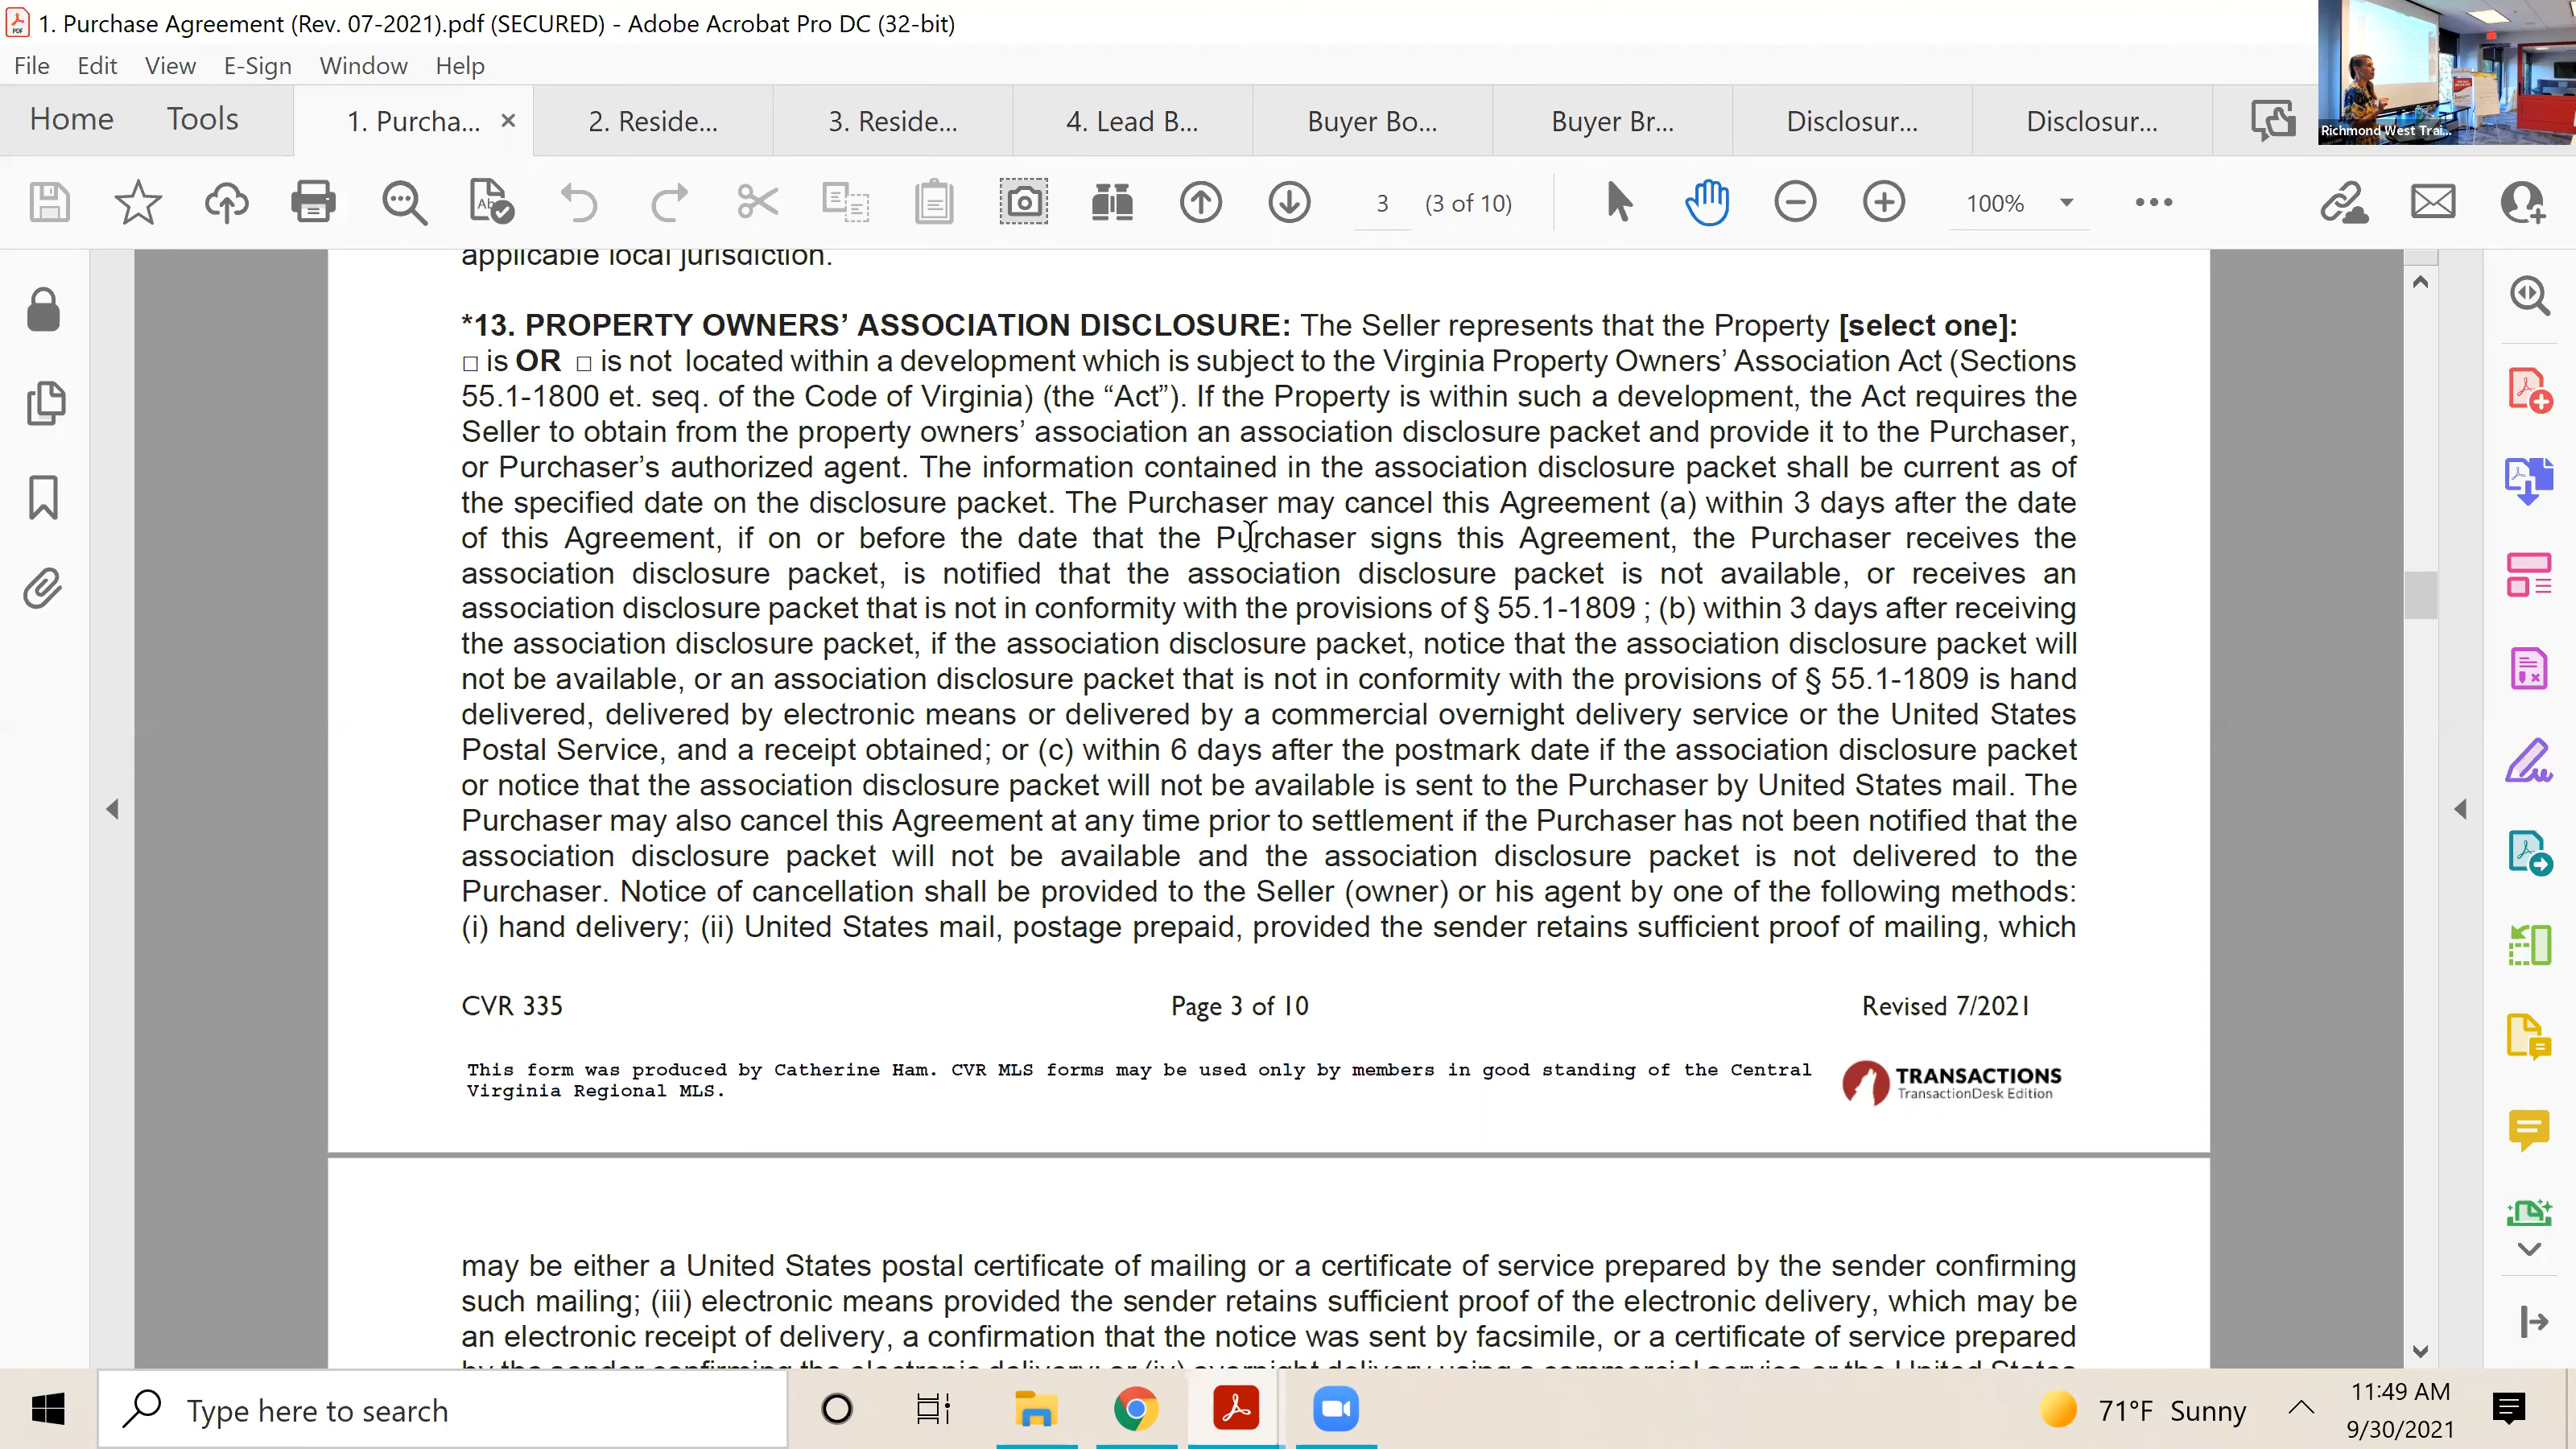 1. Purchase Agreement (Rev. 07-2021).pdf (SECURED) - Adobe Acrobat Pro DC (32-bit)
File Edit View E-Sign Window Help
Home Tools 1. Purcha... 2. Reside... 3. Reside... 4. Lead B... Buyer Bo... Buyer Br... Disclosur... Disclosur...
Richmond West Trai...
3 (3 of 10) 100%
applicable local jurisdiction.
*13. PROPERTY OWNERS’ ASSOCIATION DISCLOSURE: The Seller represents that the Property [select one]:
□ is OR □ is not located within a development which is subject to the Virginia Property Owners’ Association Act (Sections
55.1-1800 et. seq. of the Code of Virginia) (the “Act”). If the Property is within such a development, the Act requires the
Seller to obtain from the property owners’ association an association disclosure packet and provide it to the Purchaser,
or Purchaser’s authorized agent. The information contained in the association disclosure packet shall be current as of
the specified date on the disclosure packet. The Purchaser may cancel this Agreement (a) within 3 days after the date
of this Agreement, if on or before the date that the Purchaser signs this Agreement, the Purchaser receives the
association disclosure packet, is notified that the association disclosure packet is not available, or receives an
association disclosure packet that is not in conformity with the provisions of § 55.1-1809 ; (b) within 3 days after receiving
the association disclosure packet, if the association disclosure packet, notice that the association disclosure packet will
not be available, or an association disclosure packet that is not in conformity with the provisions of § 55.1-1809 is hand
delivered, delivered by electronic means or delivered by a commercial overnight delivery service or the United States
Postal Service, and a receipt obtained; or (c) within 6 days after the postmark date if the association disclosure packet
or notice that the association disclosure packet will not be available is sent to the Purchaser by United States mail. The
Purchaser may also cancel this Agreement at any time prior to settlement if the Purchaser has not been notified that the
association disclosure packet will not be available and the association disclosure packet is not delivered to the
Purchaser. Notice of cancellation shall be provided to the Seller (owner) or his agent by one of the following methods:
(i) hand delivery; (ii) United States mail, postage prepaid, provided the sender retains sufficient proof of mailing, which
CVR 335 Page 3 of 10 Revised 7/2021
This form was produced by Catherine Ham. CVR MLS forms may be used only by members in good standing of the Central
Virginia Regional MLS.
TRANSACTIONS
TransactionDesk Edition
may be either a United States postal certificate of mailing or a certificate of service prepared by the sender confirming
such mailing; (iii) electronic means provided the sender retains sufficient proof of the electronic delivery, which may be
an electronic receipt of delivery, a confirmation that the notice was sent by facsimile, or a certificate of service prepared
by the sender confirming the electronic delivery; or (iv) overnight delivery using a commercial service or the United States
Type here to search
71°F Sunny
11:49 AM
9/30/2021